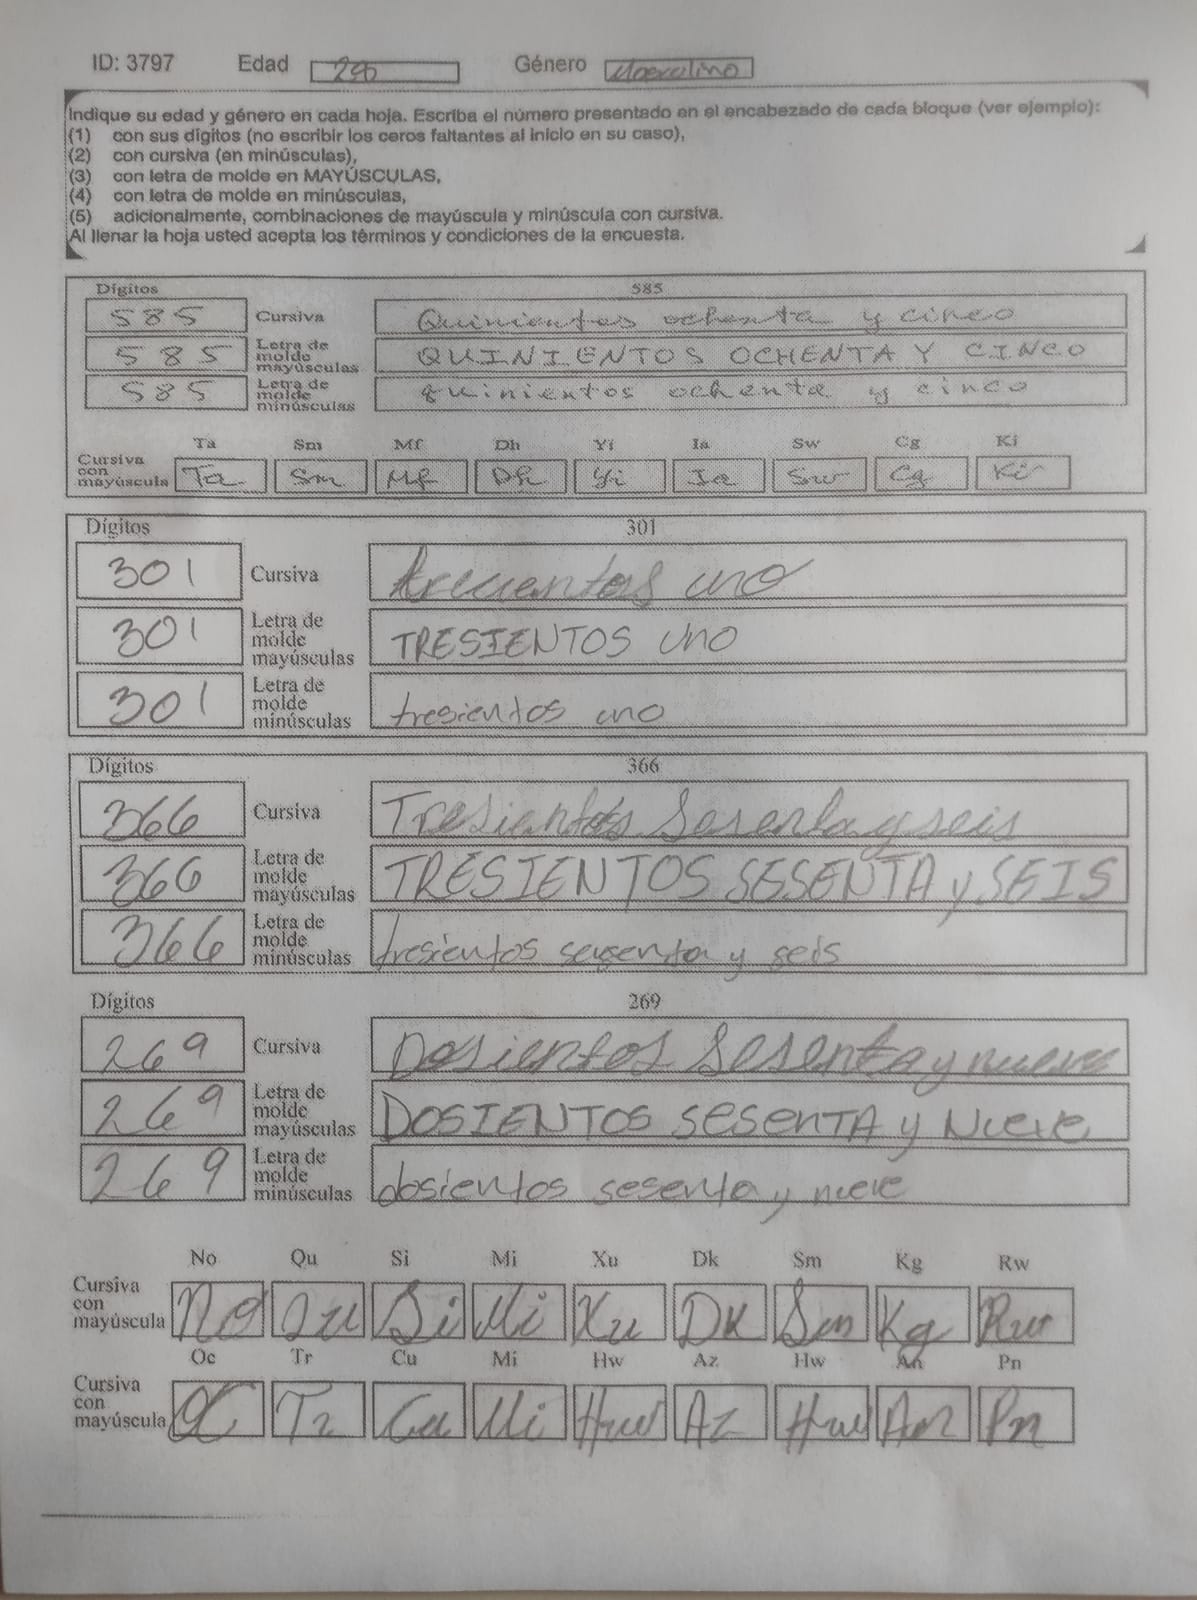 ID: 3797 Edad Género Masculino
Indique su edad y género en cada hoja. Escriba el número presentado en el encabezado de cada bloque (ver ejemplo):
(1) con sus dígitos (no escribir los ceros faltantes al inicio en su caso),
(2) con cursiva (en minúsculas),
(3) con letra de molde en MAYÚSCULAS,
(4) con letra de molde en minúsculas,
(5) adicionalmente, combinaciones de mayúscula y minúscula con cursiva.
Al llenar la hoja usted acepta los términos y condiciones de la encuesta.
Dígitos 585
585 Cursiva Quinientos ochenta y cinco
585 Letra de molde mayúsculas QUINIENTOS OCHENTA Y CINCO
585 Letra de molde minúsculas quinientos ochenta y cinco
Ta Sm Mf Dh Yi Ia Sw Cg Ki
Cursiva con mayúscula Ta Sm Mf Dh Yi Ia Sw Cg Ki
Dígitos 301
301 Cursiva uno
301 Letra de molde mayúsculas TRESIENTOS uno
301 Letra de molde minúsculas tresientos uno
Dígitos 366
366 Cursiva Tresientos Sesenta y seis
366 Letra de molde mayúsculas TRESIENTOS SESENTA y SEIS
366 Letra de molde minúsculas tresientos sesenta y seis
Dígitos 269
269 Cursiva Dosientos Sesenta y nueve
269 Letra de molde mayúsculas DOSIENTOS sesenTA y Nueve
269 Letra de molde minúsculas dosientos sesenta y nueve
No Qu Si Mi Xu Dk Sm Kg Rw
Cursiva con mayúscula No Qu Si Mi Xu Dk Sm Kg Rw
Oc Tr Cu Mi Hw Az Hw An Pn
Cursiva con mayúscula OC Tr Cu Mi Hw Az Hw An Pn